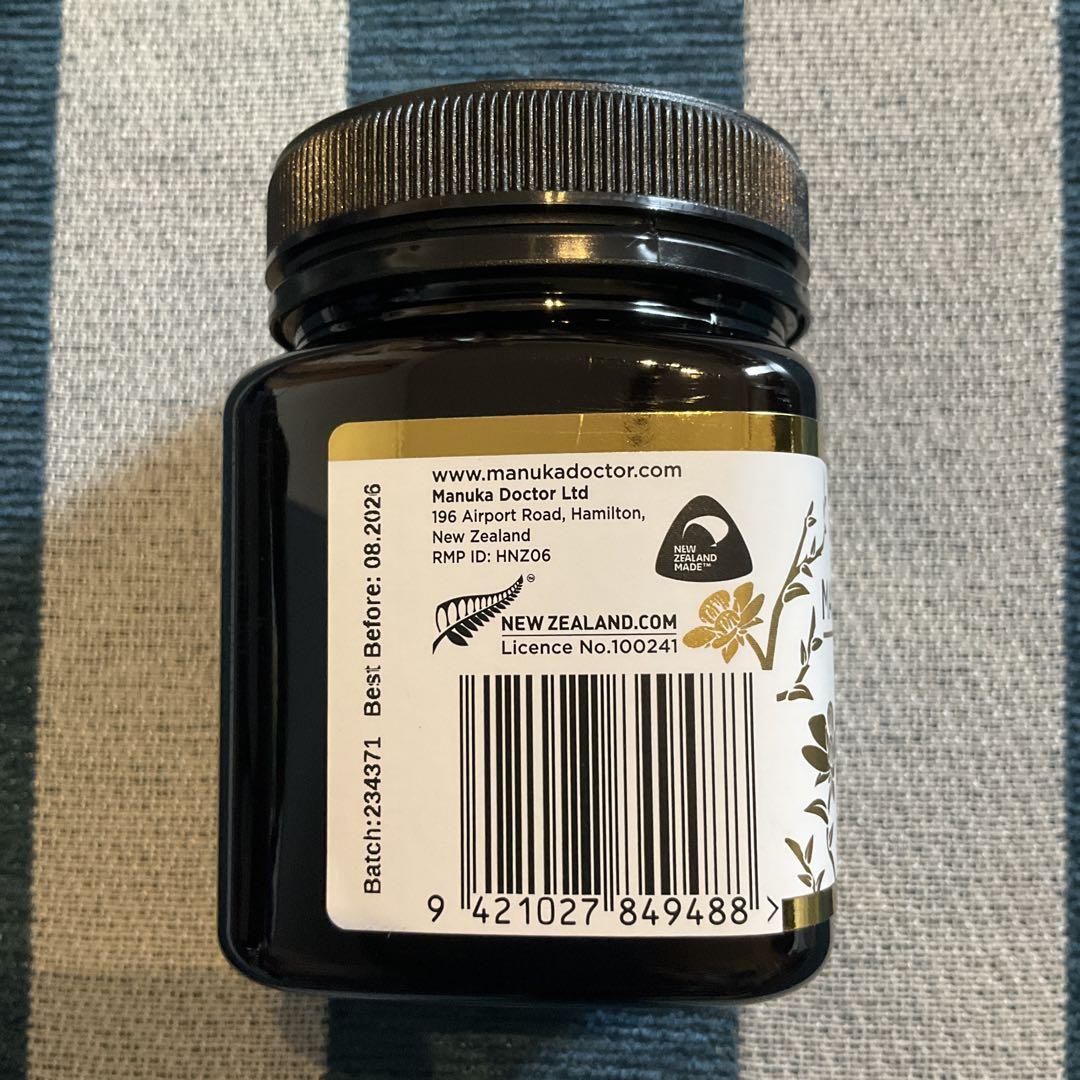 www.manukadoctor.com
Manuka Doctor Ltd
196 Airport Road, Hamilton,
New Zealand
RMP ID: HNZ06
NEW
ZEALAND
MADE™
NEW ZEALAND.COM
Licence No.100241
Batch:234371 Best Before: 08.2026
9 421027 849488 >